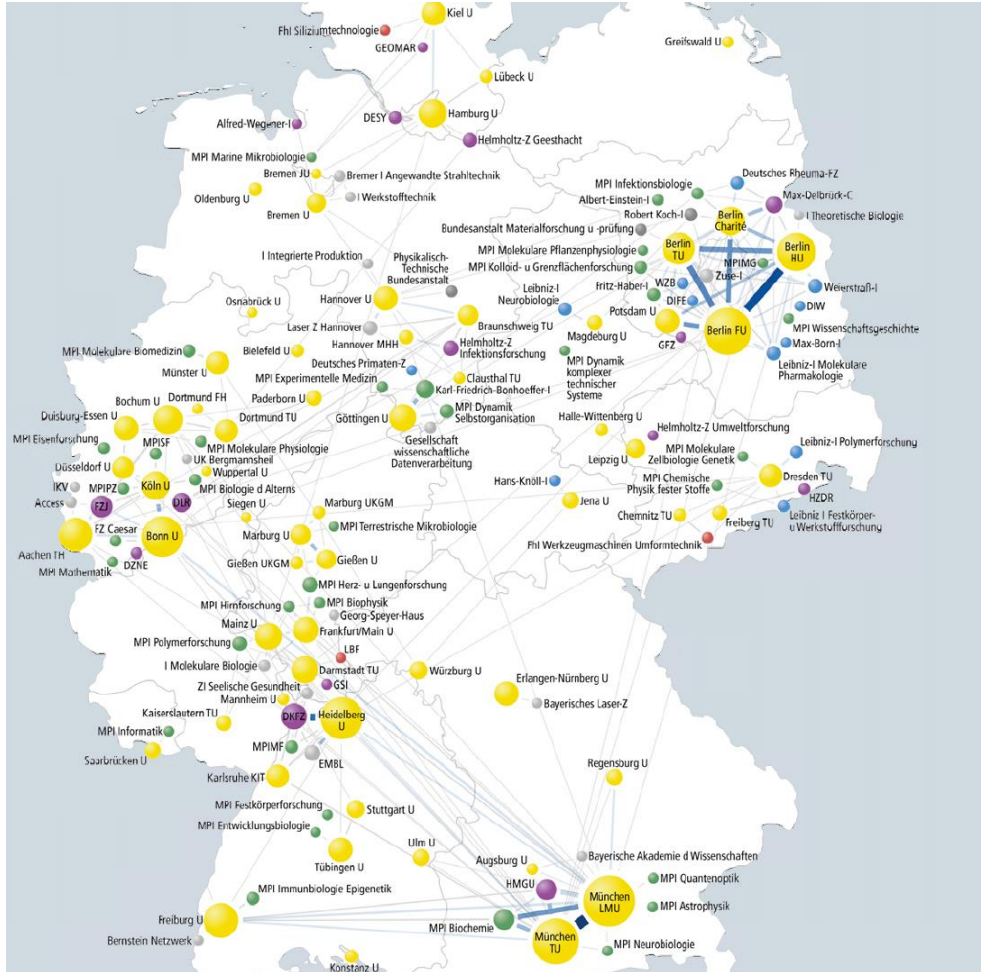 Kiel U
FhI Siliziumtechnologie
GEOMAR
Greifswald U
Lübeck U
Hamburg U
DESY
Alfred-Wegener-I
Helmholtz-Z Geesthacht
MPI Marine Mikrobiologie
Bremen JU
Bremer I Angewandte Strahltechnik
Oldenburg U
I Werkstofftechnik
Bremen U
Deutsches Rheuma-FZ
MPI Infektionsbiologie
Albert-Einstein-I
Max-Delbrück-C
Robert Koch-I
Berlin
Charité
I Theoretische Biologie
Bundesanstalt Materialforschung u -prüfung
Berlin
TU
Berlin
HU
MPI Molekulare Pflanzenphysiologie
MPIMG
MPI Kolloid- u Grenzflächenforschung
Zuse-I
I Integrierte Produktion
Physikalisch-
Technische
Bundesanstalt
WZB
Fritz-Haber-I
DIFE
Weierstraß-I
Hannover U
Leibniz-I
Neurobiologie
Potsdam U
DIW
Osnabrück U
Laser Z Hannover
Braunschweig TU
Magdeburg U
Berlin FU
MPI Wissenschaftsgeschichte
Hannover MHH
GFZ
Max-Born-I
Bielefeld U
Helmholtz-Z
Infektionsforschung
MPI Dynamik
komplexer
technischer
Systeme
Leibniz-I Molekulare
Pharmakologie
MPI Molekulare Biomedizin
Münster U
Deutsches Primaten-Z
Clausthal TU
MPI Experimentelle Medizin
Karl-Friedrich-Bonhoeffer-I
Paderborn U
Bochum U
Dortmund FH
Göttingen U
MPI Dynamik
Selbstorganisation
Duisburg-Essen U
Dortmund TU
Gesellschaft
wissenschaftliche
Datenverarbeitung
Halle-Wittenberg U
Helmholtz-Z Umweltforschung
MPI Eisenforschung
MPISF
MPI Molekulare Physiologie
Leipzig U
Leibniz-I Polymerforschung
UK Bergmannsheil
MPI Molekulare
Zellbiologie Genetik
Düsseldorf U
Wuppertal U
Dresden TU
IKV
MPIPZ
Köln U
MPI Biologie d Alterns
Hans-Knöll-I
MPI Chemische
Physik fester Stoffe
HZDR
Access
FZJ
DLR
Siegen U
Marburg UKGM
Jena U
Chemnitz TU
Freiberg TU
Leibniz I Festkörper-
u Werkstoffforschung
FZ Caesar
Bonn U
Marburg U
MPI Terrestrische Mikrobiologie
FhI Werkzeugmaschinen Umformtechnik
Aachen TH
DZNE
Gießen UKGM
Gießen U
MPI Mathematik
MPI Herz- u Lungenforschung
MPI Hirnforschung
MPI Biophysik
Georg-Speyer-Haus
Mainz U
Frankfurt/Main U
MPI Polymerforschung
LBF
I Molekulare Biologie
Darmstadt TU
Würzburg U
ZI Seelische Gesundheit
GSI
Erlangen-Nürnberg U
Mannheim U
Bayerisches Laser-Z
Kaiserslautern TU
DKFZ
Heidelberg
U
MPI Informatik
MPIMF
Saarbrücken U
EMBL
Regensburg U
Karlsruhe KIT
MPI Festkörperforschung
Stuttgart U
MPI Entwicklungsbiologie
Ulm U
Tübingen U
Augsburg U
Bayerische Akademie d Wissenschaften
HMGU
MPI Quantenoptik
MPI Immunbiologie Epigenetik
München
LMU
MPI Astrophysik
Freiburg U
MPI Biochemie
Bernstein Netzwerk
München
TU
MPI Neurobiologie
Konstanz U